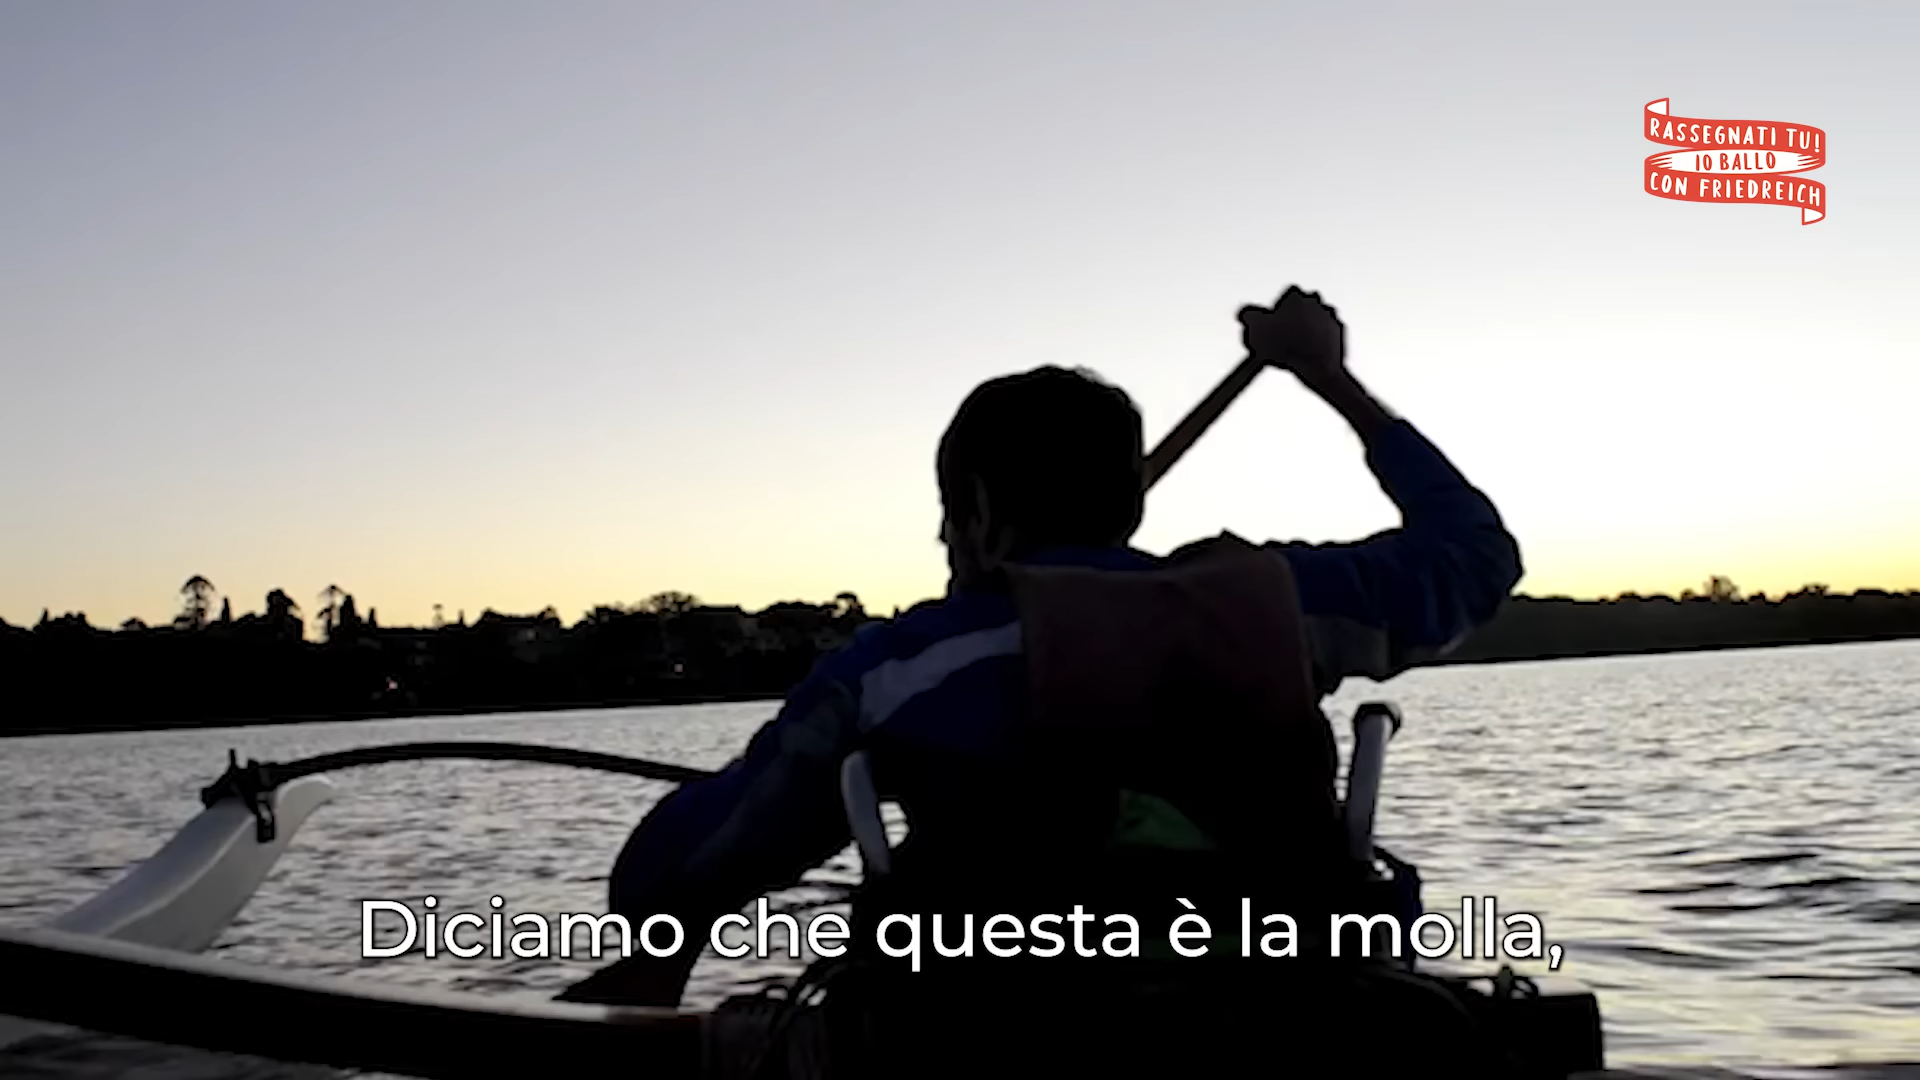 RASSEGNATI TU!
IO BALLO
CON FRIEDREICH
Diciamo che questa è la molla,